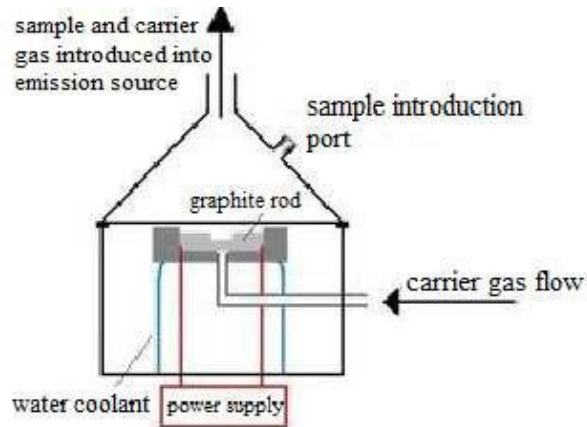 sample and carrier
gas introduced into
emission source
sample introduction
port
graphite rod
carrier gas flow
water coolant
power supply